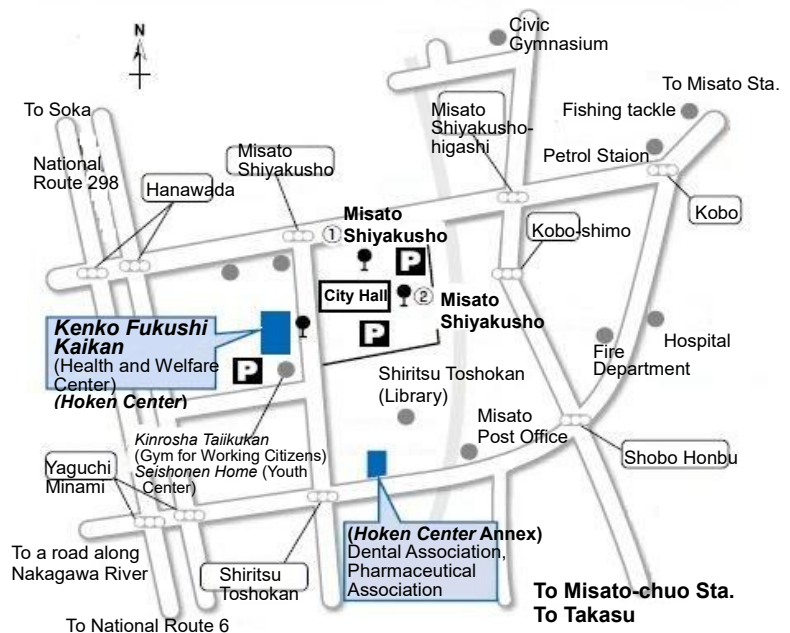 N
Civic
Gymnasium
To Misato Sta.
To Soka
Misato
Shiyakusho-
higashi
Fishing tackle
National
Route 298
Misato
Shiyakusho
Petrol Staion
Hanawada
Kobo
① Misato
Shiyakusho
P
Kobo-shimo
City Hall
② Misato
Shiyakusho
Kenko Fukushi
Kaikan
(Health and Welfare
Center)
(Hoken Center)
P
P
Hospital
Fire
Department
Shiritsu Toshokan
(Library)
Misato
Post Office
Kinrosha Taiikukan
(Gym for Working Citizens)
Seishonen Home (Youth
Center)
Yaguchi
Minami
Shobo Honbu
(Hoken Center Annex)
Dental Association,
Pharmaceutical
Association
To a road along
Nakagawa River
Shiritsu
Toshokan
To Misato-chuo Sta.
To Takasu
To National Route 6